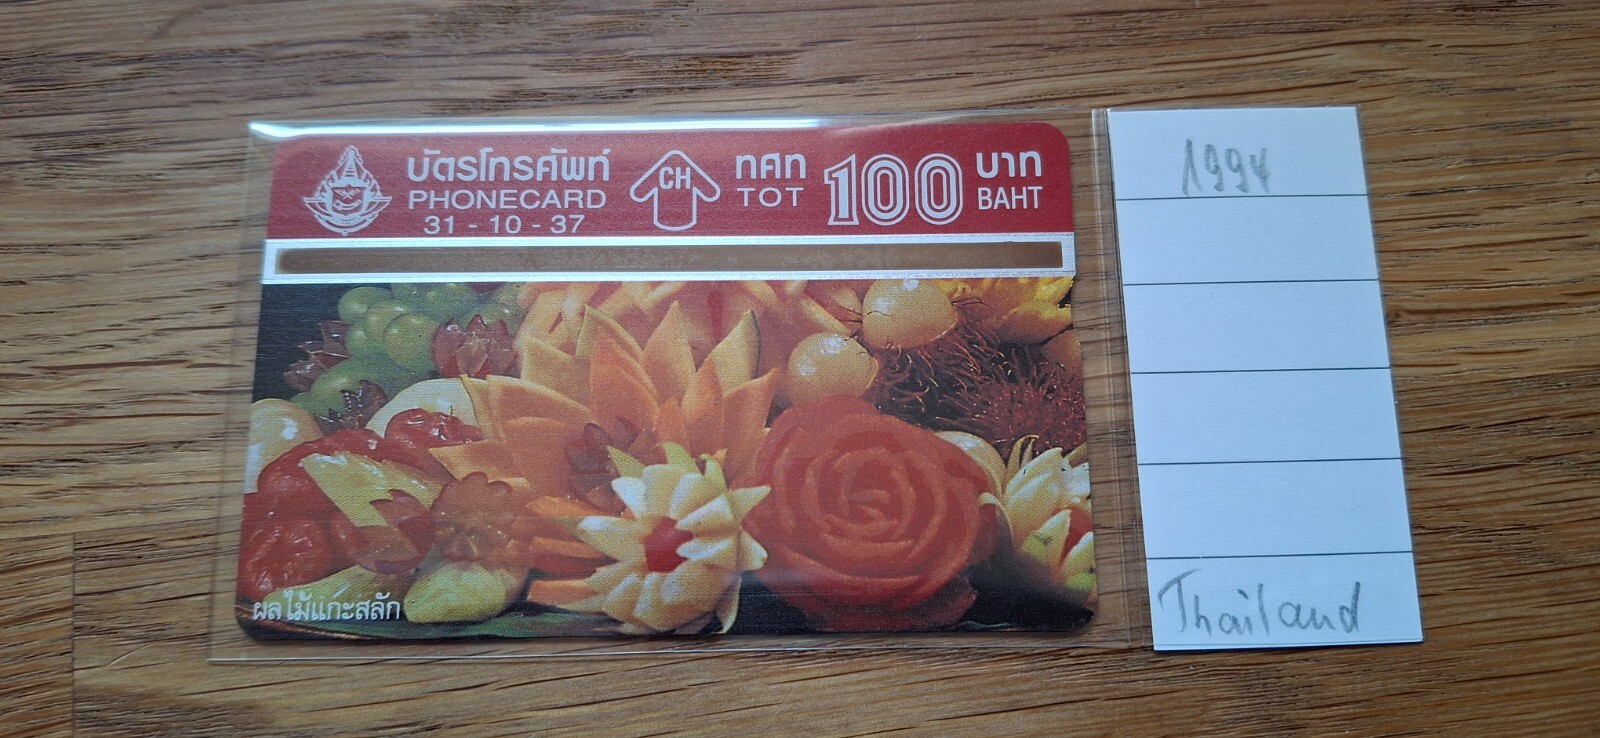 บัตรโทรศัพท์
PHONECARD
31 - 10 - 37
CH
ทศท
TOT
100
บาท
BAHT
ผลไม้แกะสลัก
1994
Thailand